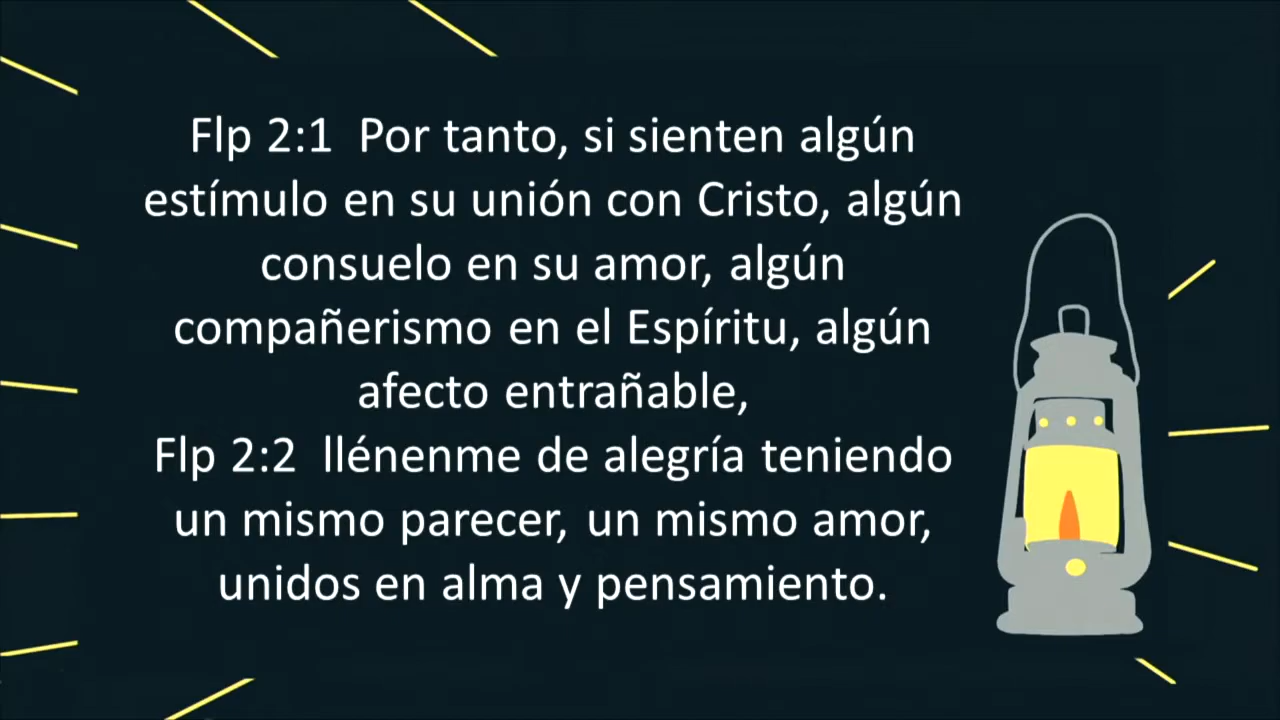 Flp 2:1 Por tanto, si sienten algún
estímulo en su unión con Cristo, algún
consuelo en su amor, algún
compañerismo en el Espíritu, algún
afecto entrañable,
Flp 2:2 llénenme de alegría teniendo
un mismo parecer, un mismo amor,
unidos en alma y pensamiento.